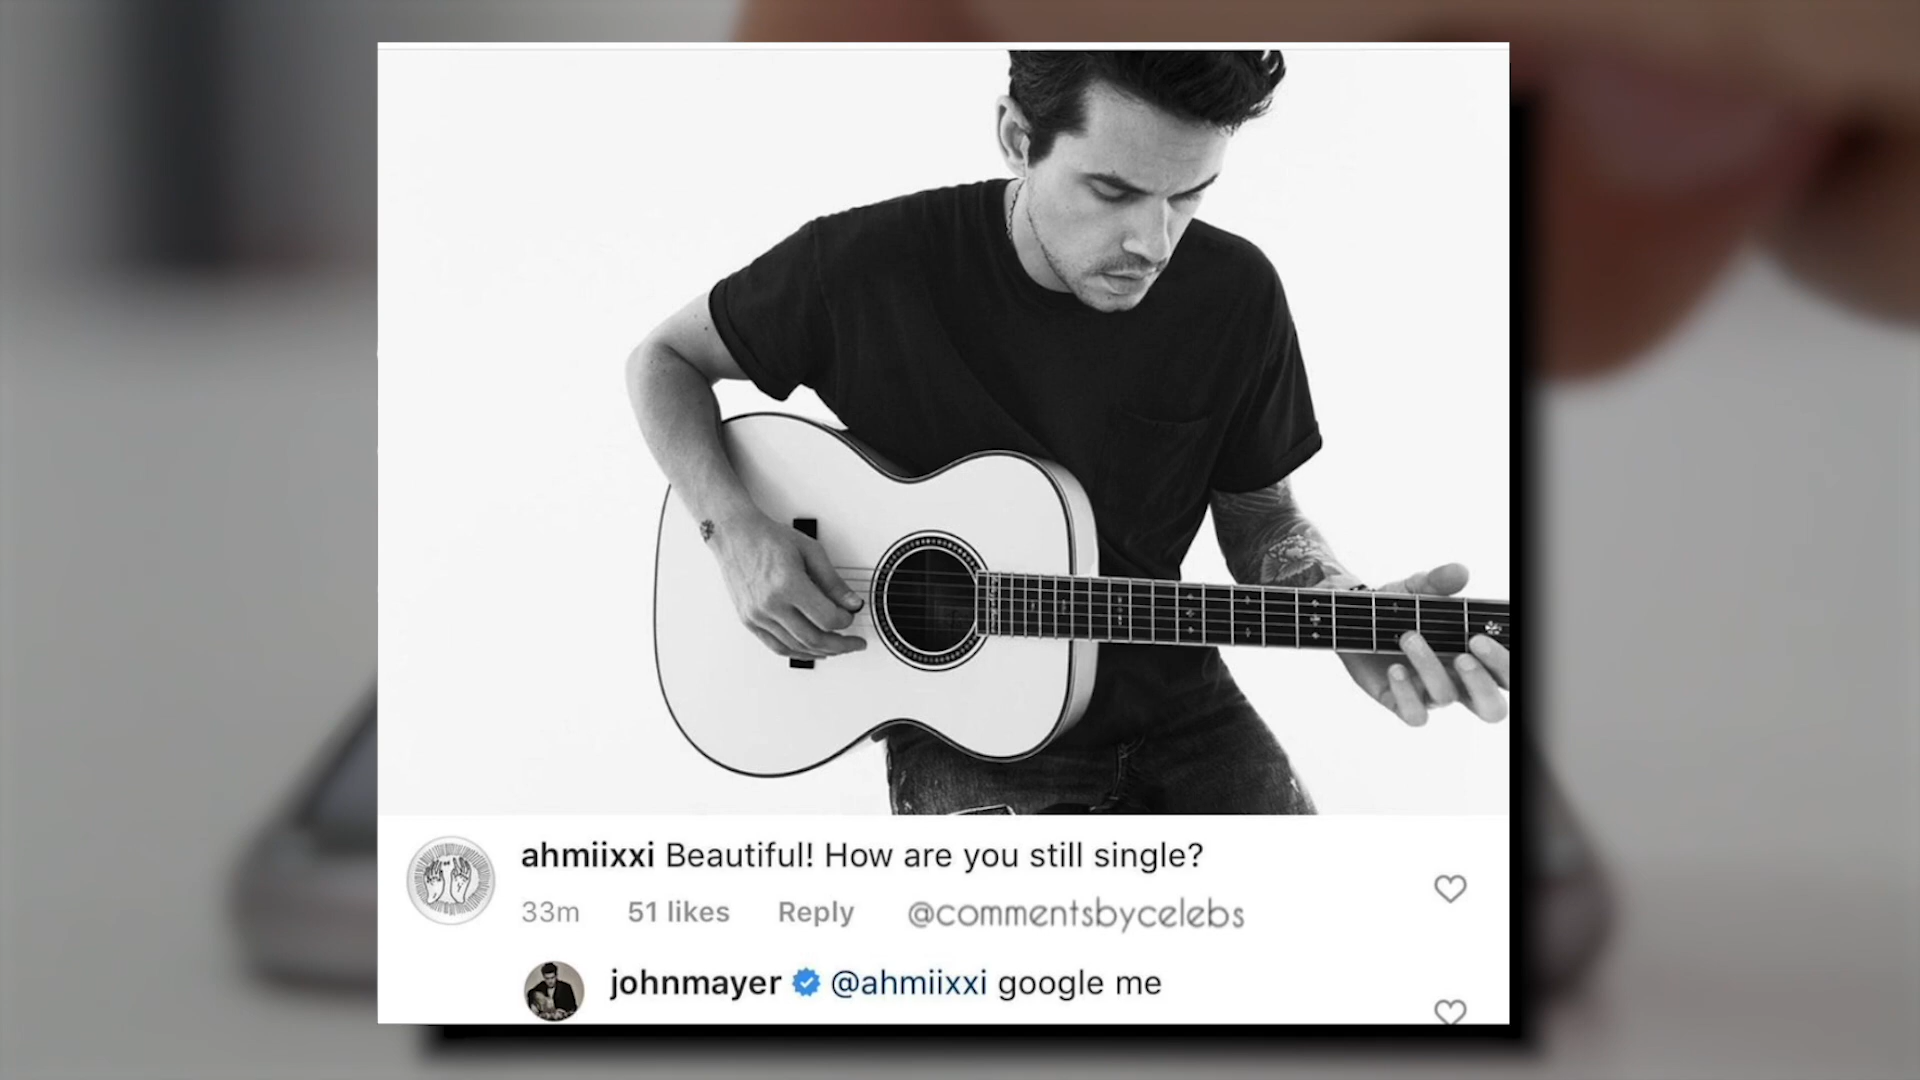 ahmiixxi Beautiful! How are you still single?
33m 51 likes Reply @commentsbycelebs
johnmayer @ahmiixxi google me